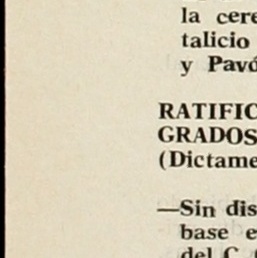 la cere
talicio
y Pavó
RATIFIC
GRADOS
(Dictame
—Sin dis
base e
del C